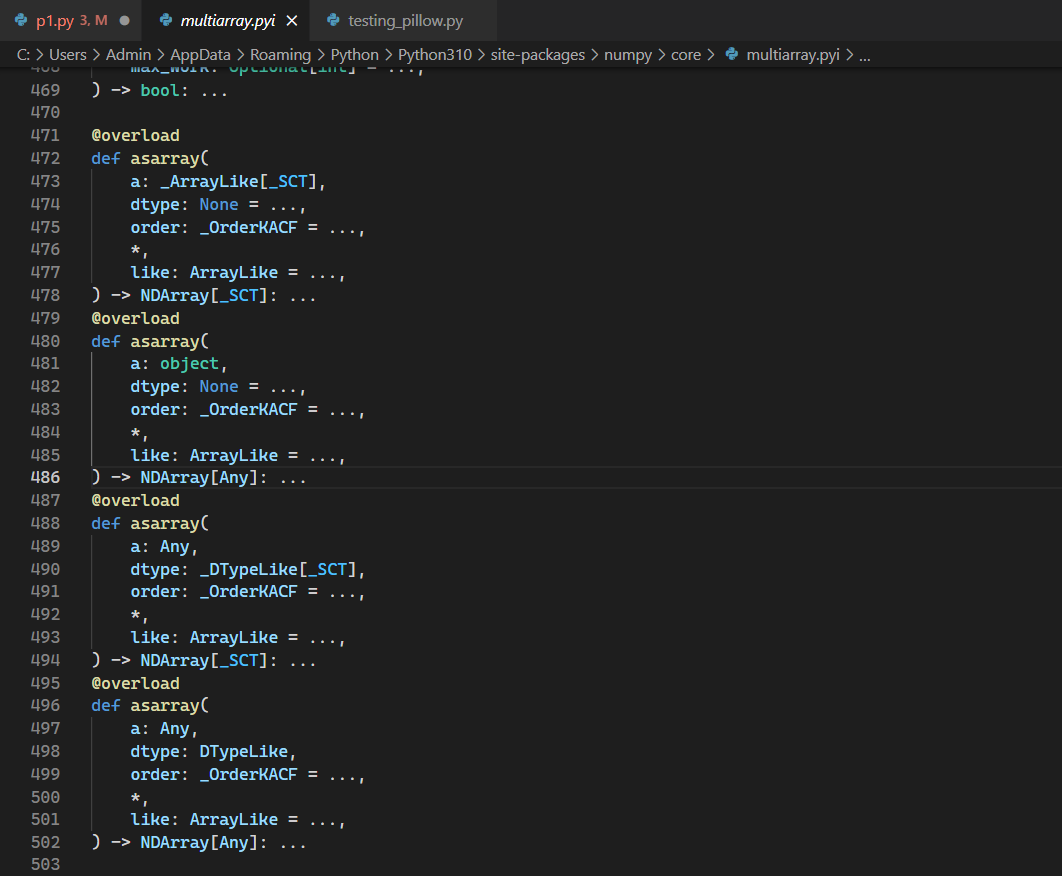 p1.py 3, M ● multiarray.pyi × testing_pillow.py
C: > Users > Admin > AppData > Roaming > Python > Python310 > site-packages > numpy > core > multiarray.pyi > ...
468 max_work: Optional[int] = ...,
469 ) -> bool: ...
470
471 @overload
472 def asarray(
473 a: _ArrayLike[_SCT],
474 dtype: None = ...,
475 order: _OrderKACF = ...,
476 *,
477 like: ArrayLike = ...,
478 ) -> NDArray[_SCT]: ...
479 @overload
480 def asarray(
481 a: object,
482 dtype: None = ...,
483 order: _OrderKACF = ...,
484 *,
485 like: ArrayLike = ...,
486 ) -> NDArray[Any]: ...
487 @overload
488 def asarray(
489 a: Any,
490 dtype: _DTypeLike[_SCT],
491 order: _OrderKACF = ...,
492 *,
493 like: ArrayLike = ...,
494 ) -> NDArray[_SCT]: ...
495 @overload
496 def asarray(
497 a: Any,
498 dtype: DTypeLike,
499 order: _OrderKACF = ...,
500 *,
501 like: ArrayLike = ...,
502 ) -> NDArray[Any]: ...
503